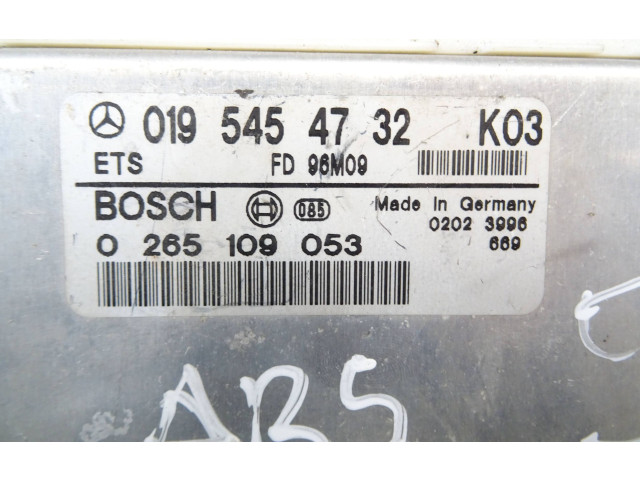 019 545 47 32 K03
ETS FD 96M09
BOSCH 085 Made in Germany
0 265 109 053 0202 3996
669
ABS